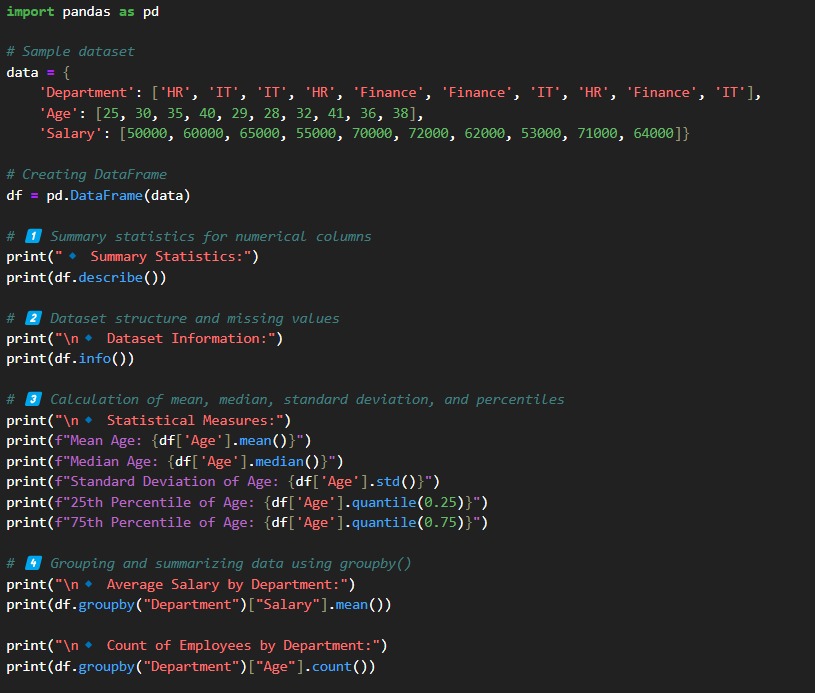 import pandas as pd
# Sample dataset
data = {
'Department': ['HR', 'IT', 'IT', 'HR', 'Finance', 'Finance', 'IT', 'HR', 'Finance', 'IT'],
'Age': [25, 30, 35, 40, 29, 28, 32, 41, 36, 38],
'Salary': [50000, 60000, 65000, 55000, 70000, 72000, 62000, 53000, 71000, 64000]}
# Creating DataFrame
df = pd.DataFrame(data)
# 1️⃣ Summary statistics for numerical columns
print("🔹 Summary Statistics:")
print(df.describe())
# 2️⃣ Dataset structure and missing values
print("\n🔹 Dataset Information:")
print(df.info())
# 3️⃣ Calculation of mean, median, standard deviation, and percentiles
print("\n🔹 Statistical Measures:")
print(f"Mean Age: {df['Age'].mean()}")
print(f"Median Age: {df['Age'].median()}")
print(f"Standard Deviation of Age: {df['Age'].std()}")
print(f"25th Percentile of Age: {df['Age'].quantile(0.25)}")
print(f"75th Percentile of Age: {df['Age'].quantile(0.75)}")
# 4️⃣ Grouping and summarizing data using groupby()
print("\n🔹 Average Salary by Department:")
print(df.groupby("Department")["Salary"].mean())
print("\n🔹 Count of Employees by Department:")
print(df.groupby("Department")["Age"].count())